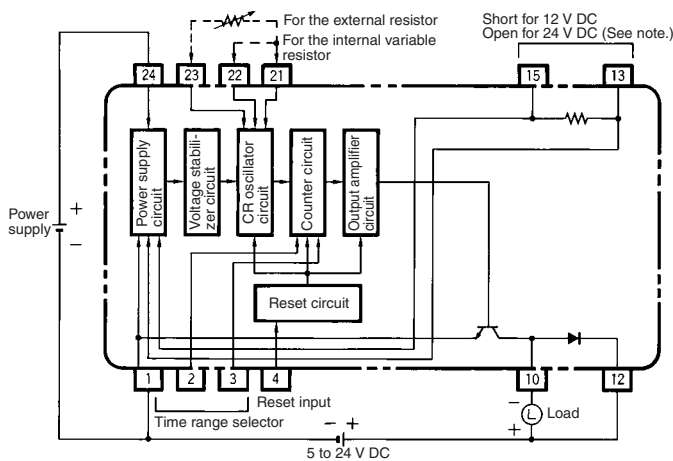 For the external resistor
For the internal variable
resistor
Short for 12 V DC
Open for 24 V DC (See note.)
24
23
22
21
15
13
Power supply
circuit
Voltage stabili-
zer circuit
CR oscillator
circuit
Counter circuit
Output amplifier
circuit
Power
supply
+
−
Reset circuit
1
2
3
4
10
12
Reset input
Time range selector
−
L
Load
+
− +
5 to 24 V DC